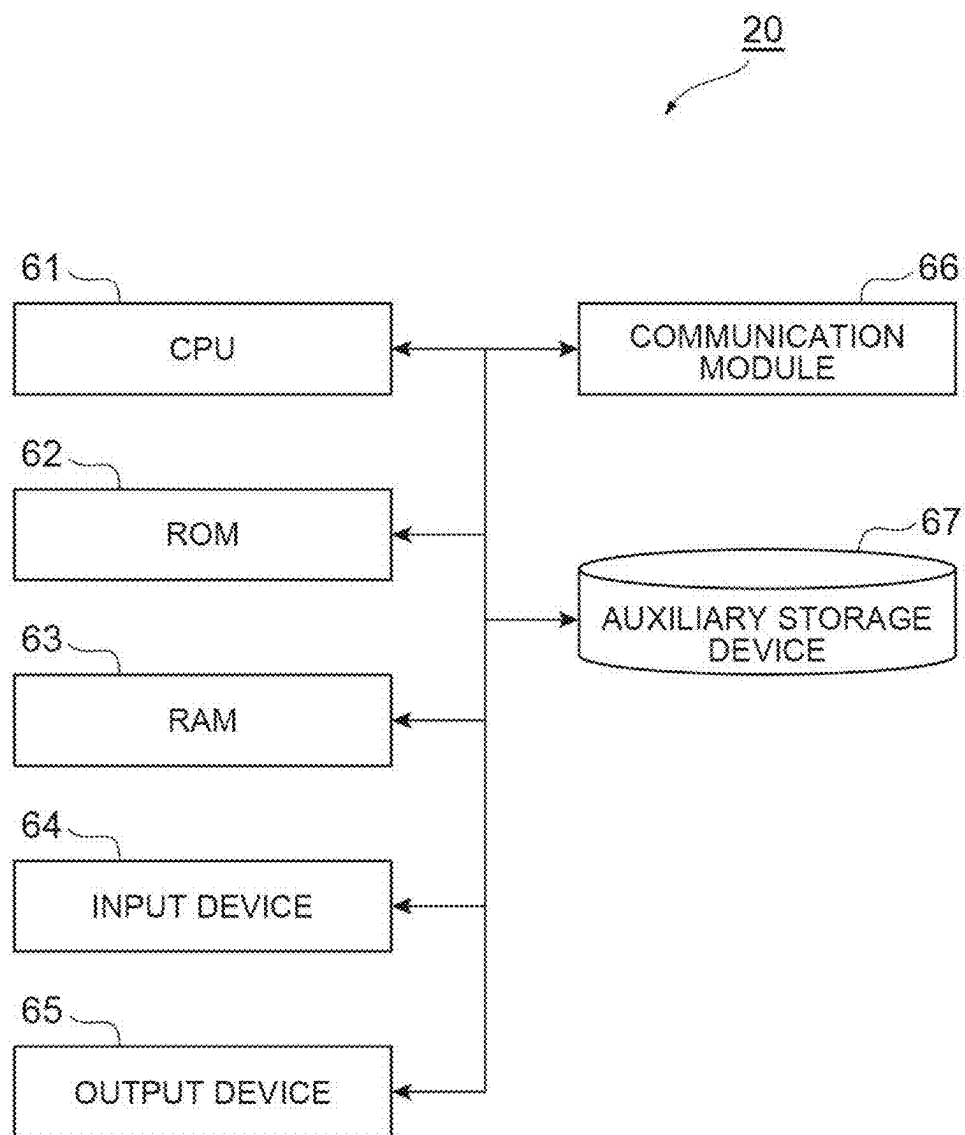 20
61
CPU
66
COMMUNICATION
MODULE
62
ROM
67
AUXILIARY STORAGE
DEVICE
63
RAM
64
INPUT DEVICE
65
OUTPUT DEVICE